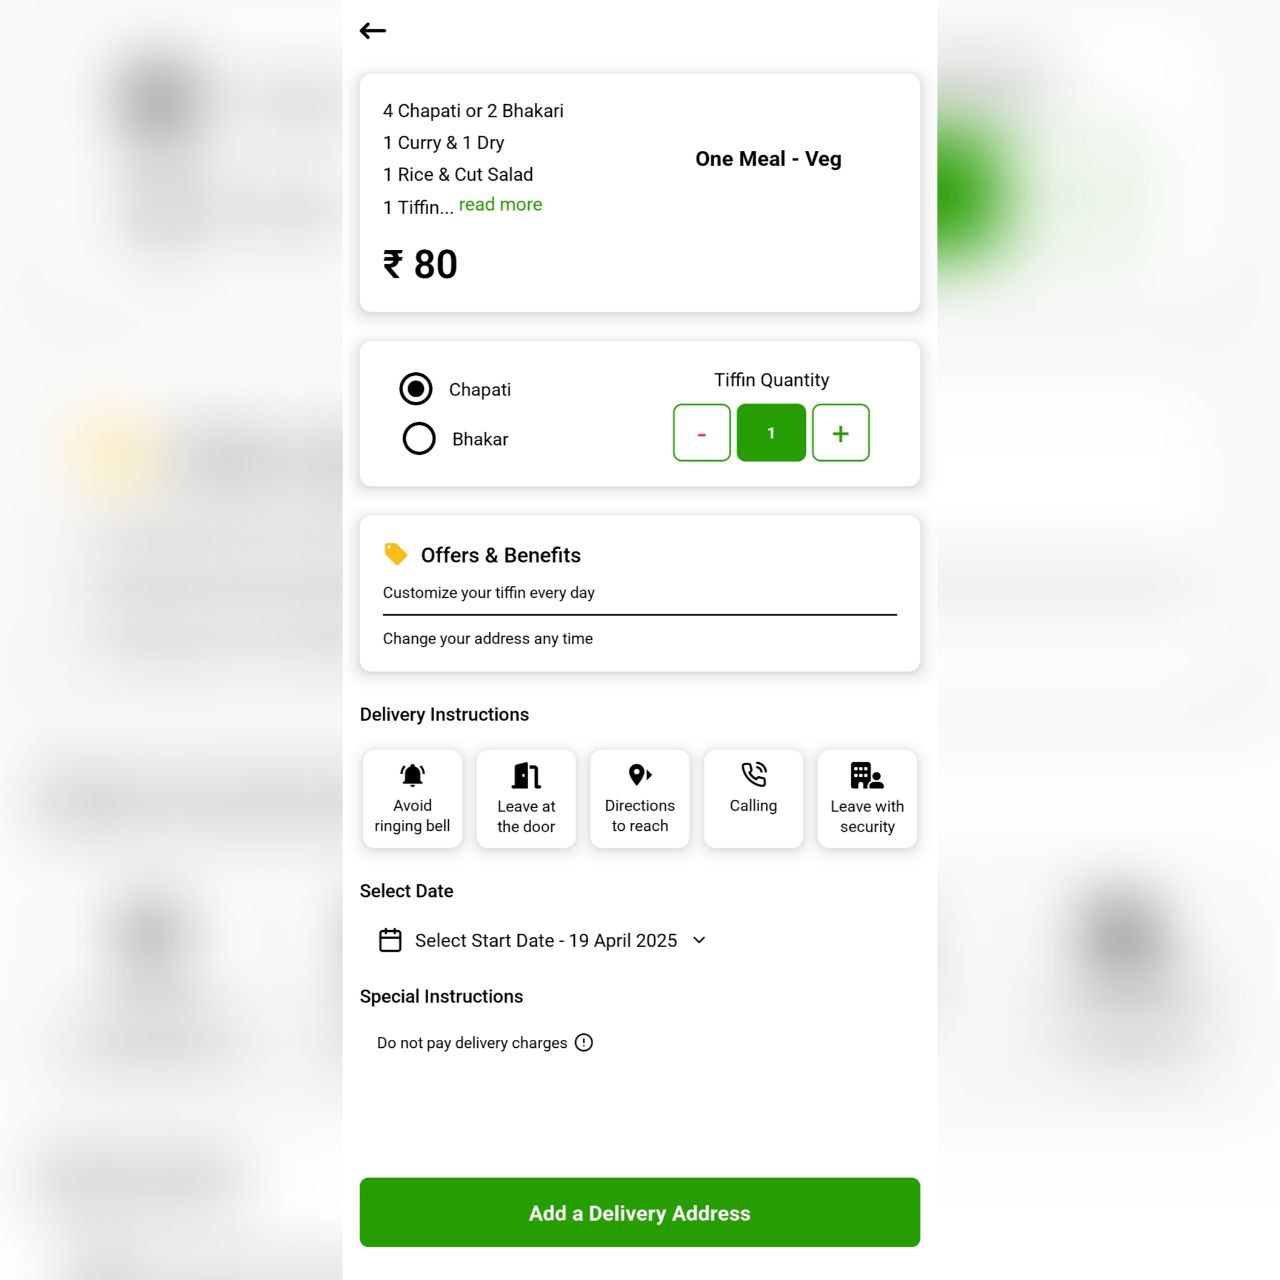 4 Chapati or 2 Bhakari
1 Curry & 1 Dry
1 Rice & Cut Salad
1 Tiffin... read more
₹ 80
One Meal - Veg
Chapati
Bhakar
Tiffin Quantity
- 1 +
Offers & Benefits
Customize your tiffin every day
Change your address any time
Delivery Instructions
Avoid
ringing bell
Leave at
the door
Directions
to reach
Calling
Leave with
security
Select Date
Select Start Date - 19 April 2025
Special Instructions
Do not pay delivery charges
Add a Delivery Address